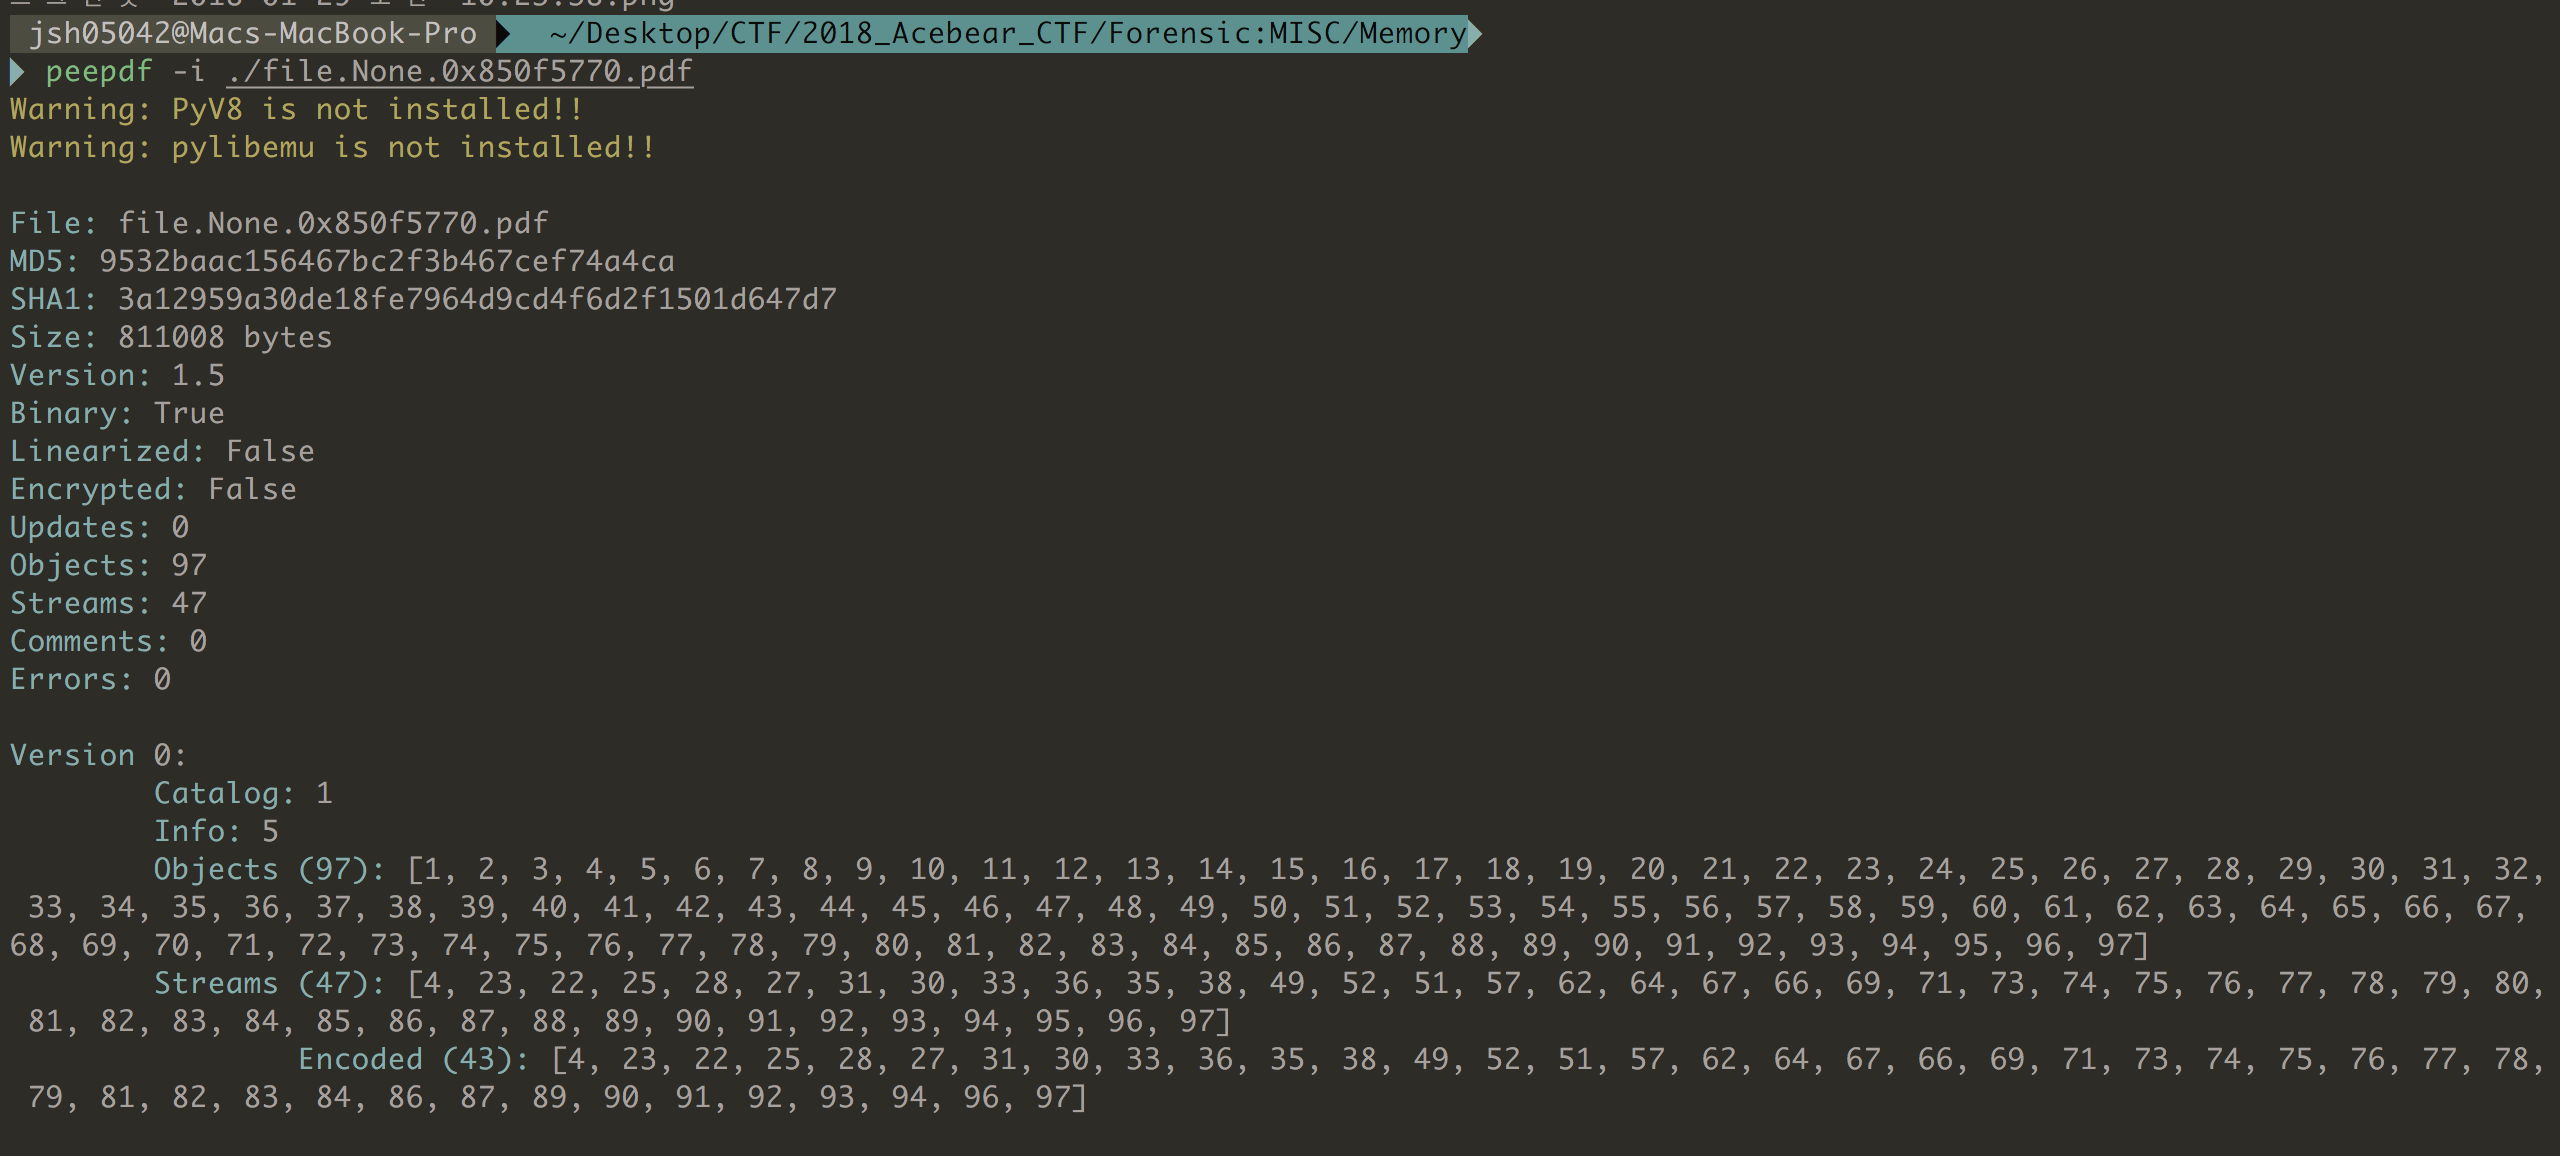 2018-01-29 10.25.58.png
jsh05042@Macs-MacBook-Pro ~/Desktop/CTF/2018_Acebear_CTF/Forensic:MISC/Memory
peepdf -i ./file.None.0x850f5770.pdf
Warning: PyV8 is not installed!!
Warning: pylibemu is not installed!!
File: file.None.0x850f5770.pdf
MD5: 9532baac156467bc2f3b467cef74a4ca
SHA1: 3a12959a30de18fe7964d9cd4f6d2f1501d647d7
Size: 811008 bytes
Version: 1.5
Binary: True
Linearized: False
Encrypted: False
Updates: 0
Objects: 97
Streams: 47
Comments: 0
Errors: 0
Version 0:
Catalog: 1
Info: 5
Objects (97): [1, 2, 3, 4, 5, 6, 7, 8, 9, 10, 11, 12, 13, 14, 15, 16, 17, 18, 19, 20, 21, 22, 23, 24, 25, 26, 27, 28, 29, 30, 31, 32,
33, 34, 35, 36, 37, 38, 39, 40, 41, 42, 43, 44, 45, 46, 47, 48, 49, 50, 51, 52, 53, 54, 55, 56, 57, 58, 59, 60, 61, 62, 63, 64, 65, 66, 67,
68, 69, 70, 71, 72, 73, 74, 75, 76, 77, 78, 79, 80, 81, 82, 83, 84, 85, 86, 87, 88, 89, 90, 91, 92, 93, 94, 95, 96, 97]
Streams (47): [4, 23, 22, 25, 28, 27, 31, 30, 33, 36, 35, 38, 49, 52, 51, 57, 62, 64, 67, 66, 69, 71, 73, 74, 75, 76, 77, 78, 79, 80,
81, 82, 83, 84, 85, 86, 87, 88, 89, 90, 91, 92, 93, 94, 95, 96, 97]
Encoded (43): [4, 23, 22, 25, 28, 27, 31, 30, 33, 36, 35, 38, 49, 52, 51, 57, 62, 64, 67, 66, 69, 71, 73, 74, 75, 76, 77, 78,
79, 81, 82, 83, 84, 86, 87, 89, 90, 91, 92, 93, 94, 96, 97]